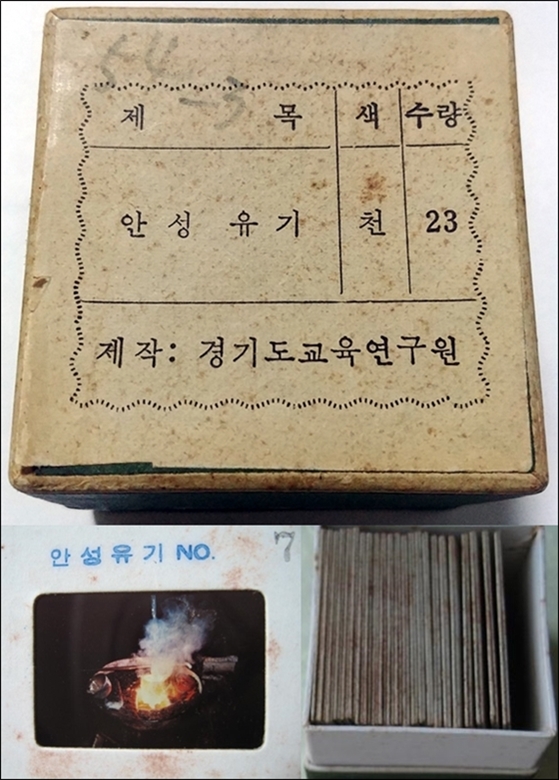 54
-3
제 목 색 수량
안성 유기 천 23
제작: 경기도교육연구원
안성유기 NO. 7